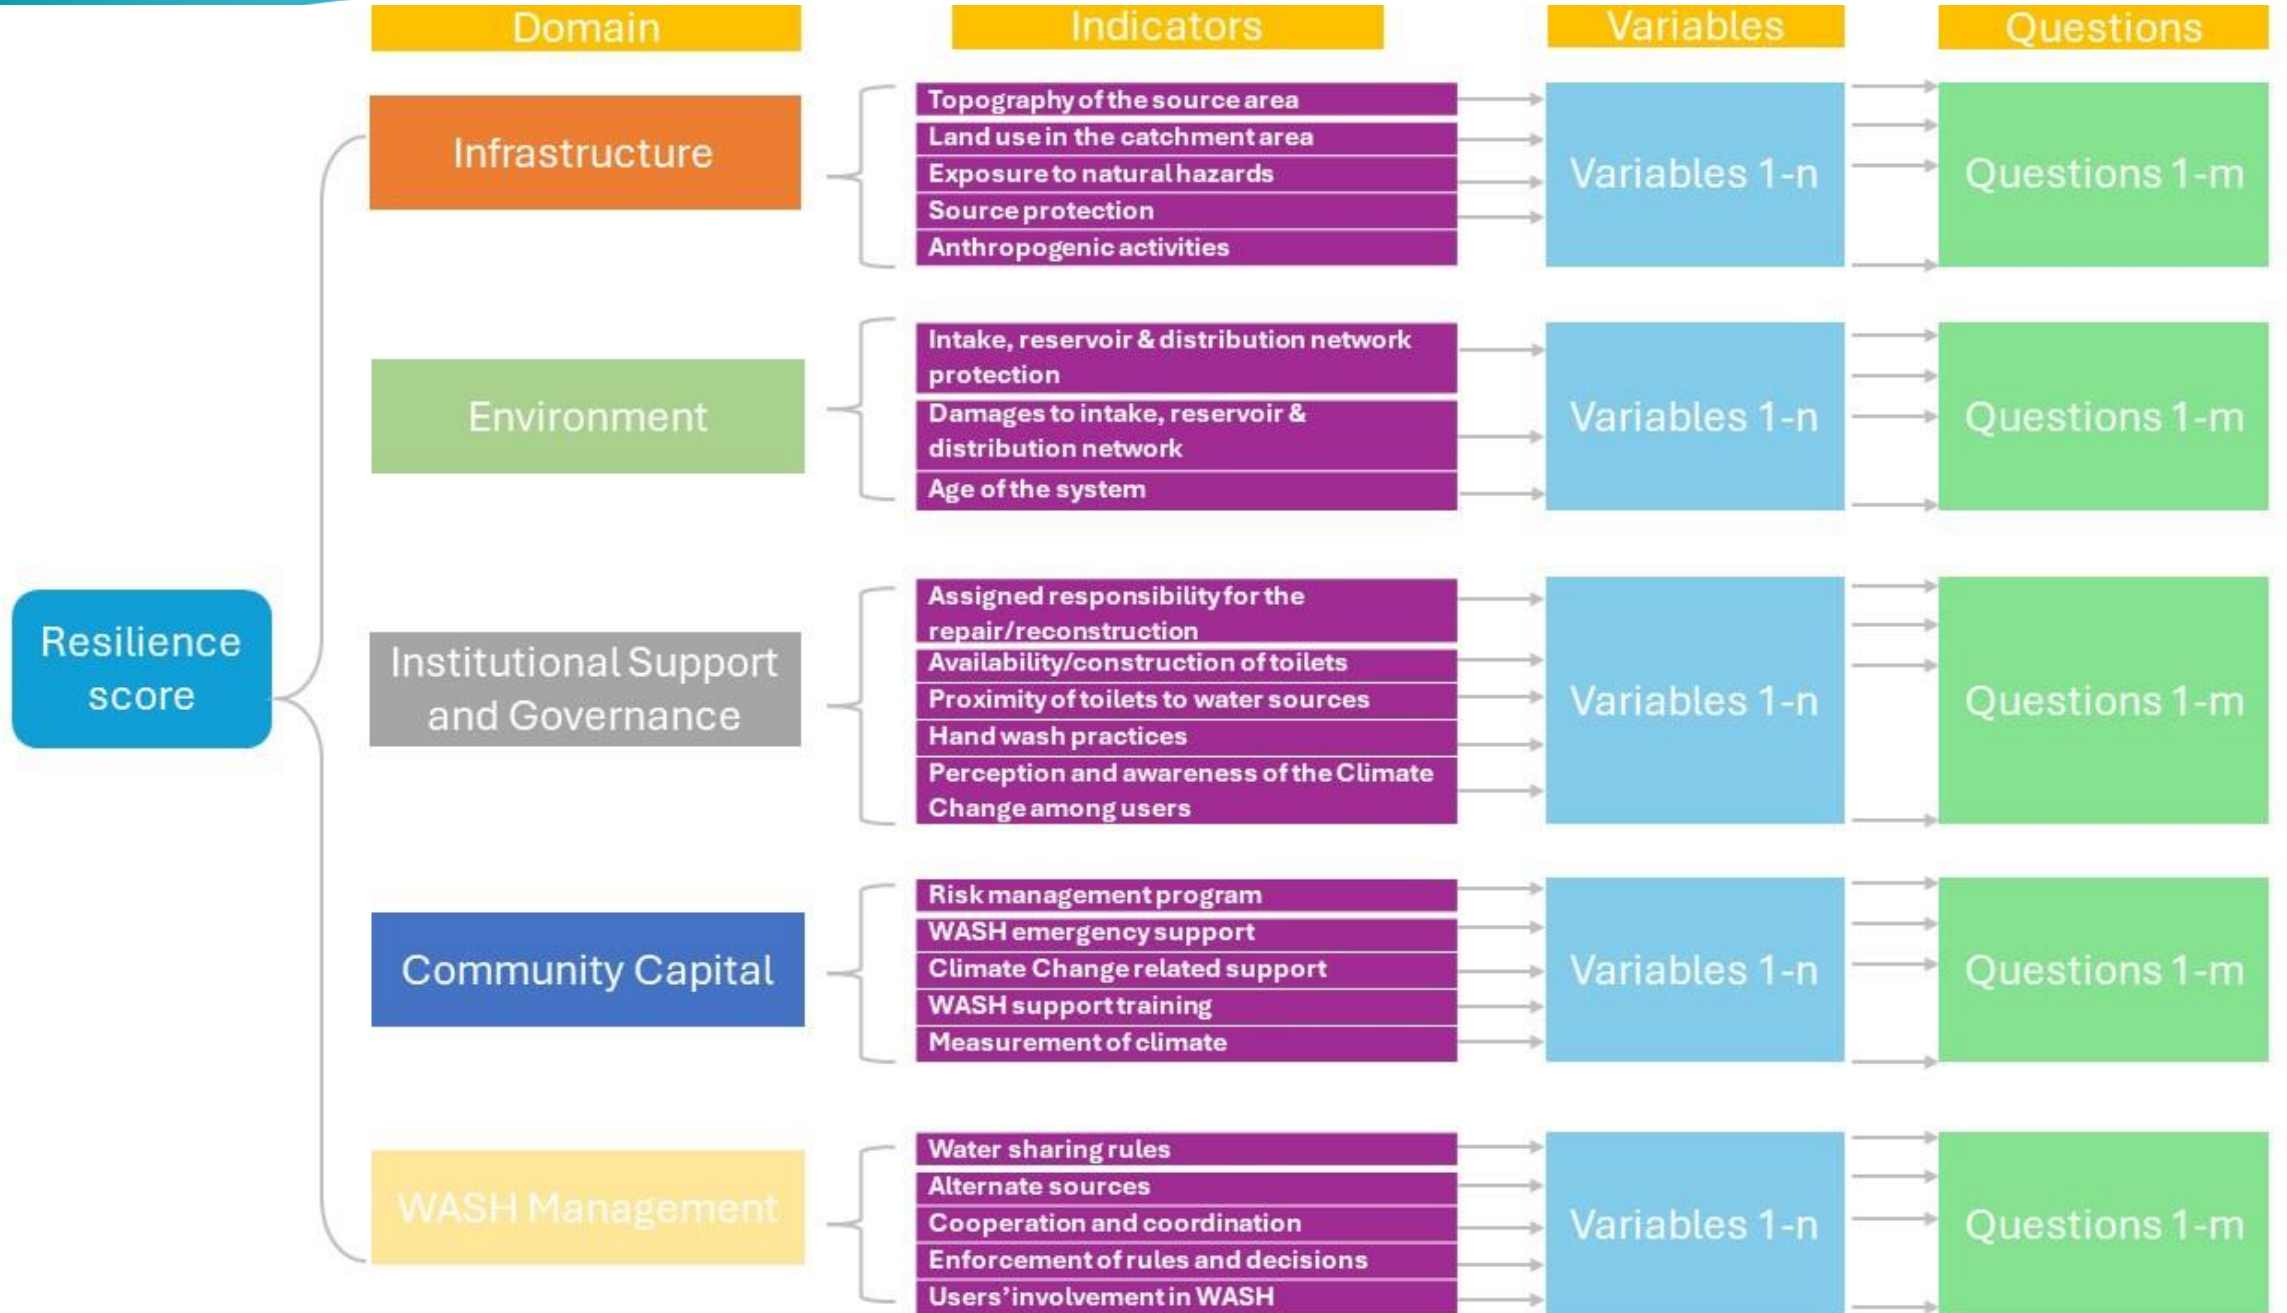 Domain
Indicators
Variables
Questions
Infrastructure
Topography of the source area
Land use in the catchment area
Exposure to natural hazards
Source protection
Anthropogenic activities
Variables 1-n
Questions 1-m
Environment
Intake, reservoir & distribution network
protection
Damages to intake, reservoir &
distribution network
Age of the system
Variables 1-n
Questions 1-m
Resilience
score
Institutional Support
and Governance
Assigned responsibility for the
repair/reconstruction
Availability/construction of toilets
Proximity of toilets to water sources
Hand wash practices
Perception and awareness of the Climate
Change among users
Variables 1-n
Questions 1-m
Community Capital
Risk management program
WASH emergency support
Climate Change related support
WASH support training
Measurement of climate
Variables 1-n
Questions 1-m
WASH Management
Water sharing rules
Alternate sources
Cooperation and coordination
Enforcement of rules and decisions
Users' involvement in WASH
Variables 1-n
Questions 1-m